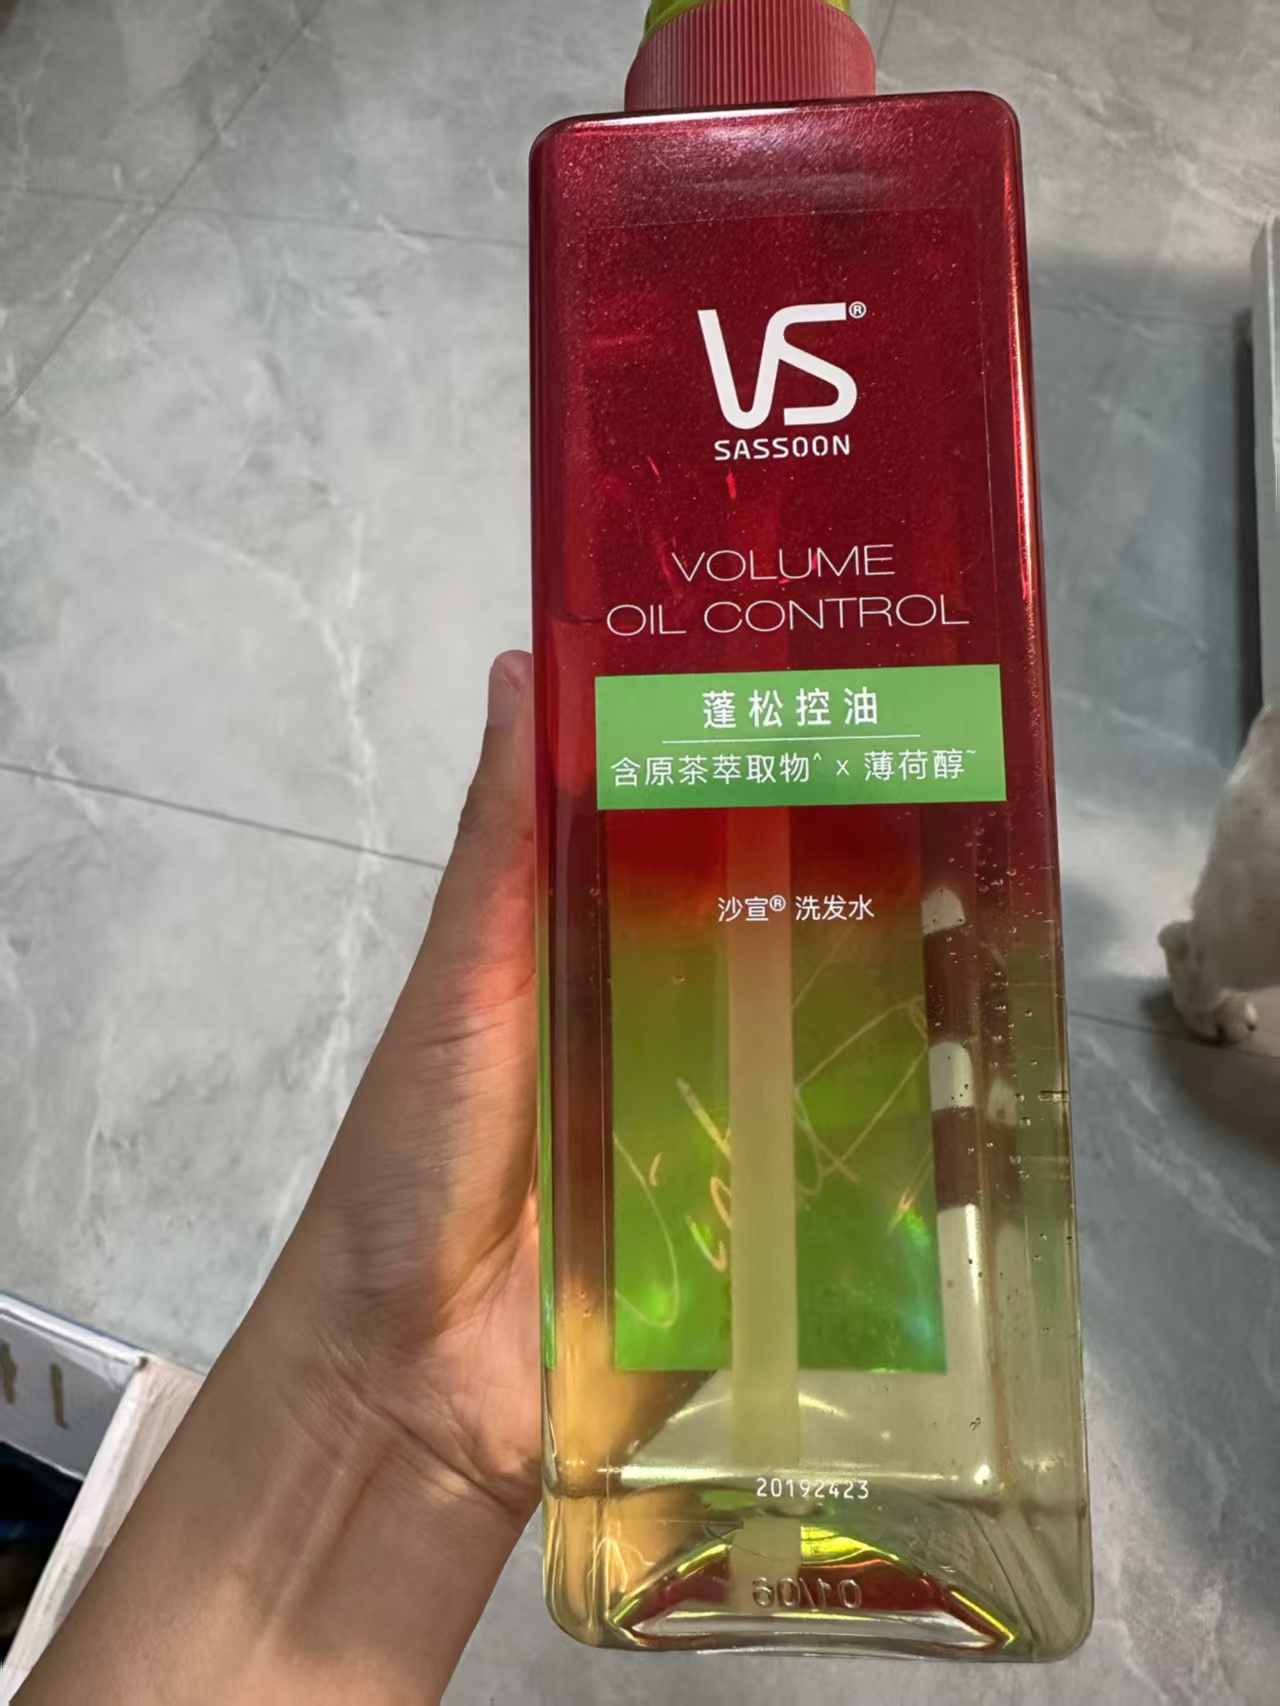 VS®
SASSOON
VOLUME
OIL CONTROL
蓬松控油
含原茶萃取物^ x 薄荷醇~
沙宣® 洗发水
20192423